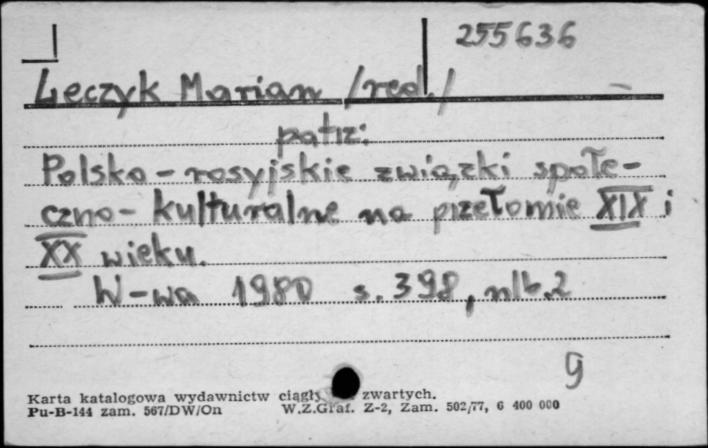 255636
Leczyk Marian /red./
patrz:
Polsko-rosyjskie związki społe-
czno-kulturalne na przełomie XIX i
XX wieku.
W-wa 1980 s. 398, nlb. 2
9
Karta katalogowa wydawnictw zwartych.
Pu-B-144 zam. 567/DW/On W.Z.Graf. Z-2, Zam. 502/77, 6 400 000